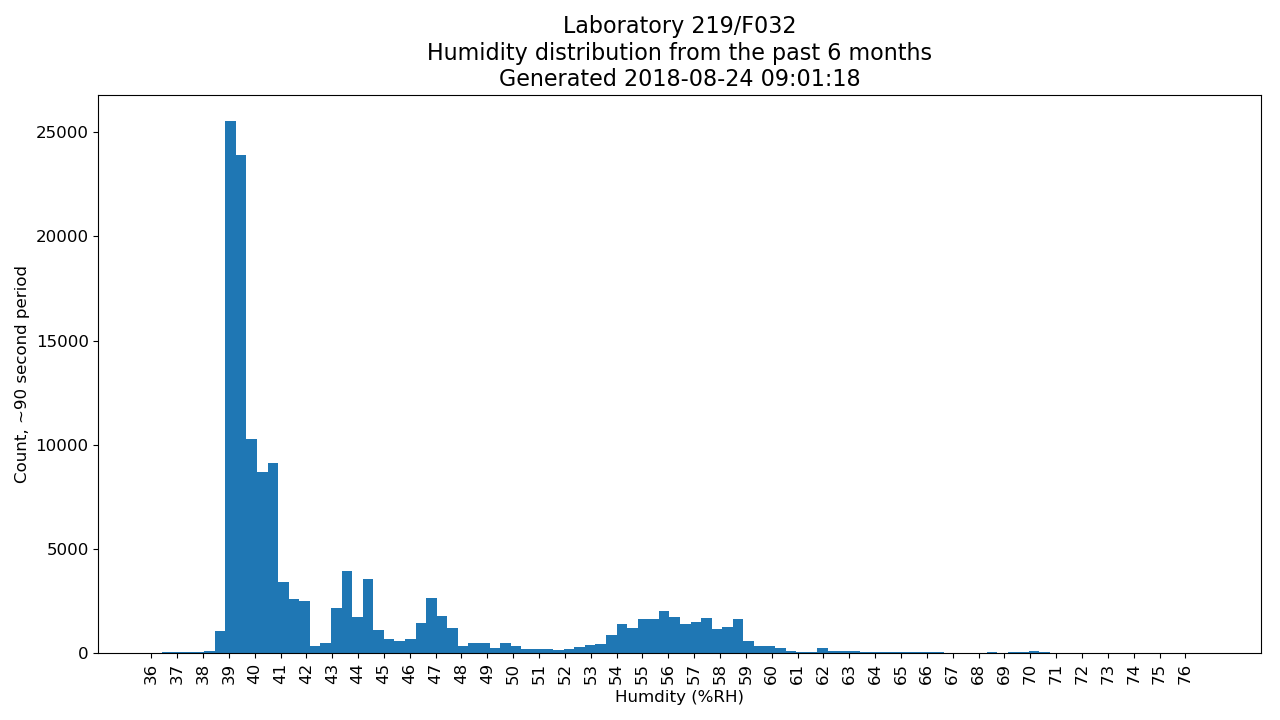 Laboratory 219/F032
Humidity distribution from the past 6 months
Generated 2018-08-24 09:01:18
25000
20000
15000
10000
5000
0
Count, ~90 second period
36 37 38 39 40 41 42 43 44 45 46 47 48 49 50 51 52 53 54 55 56 57 58 59 60 61 62 63 64 65 66 67 68 69 70 71 72 73 74 75 76
Humdity (%RH)